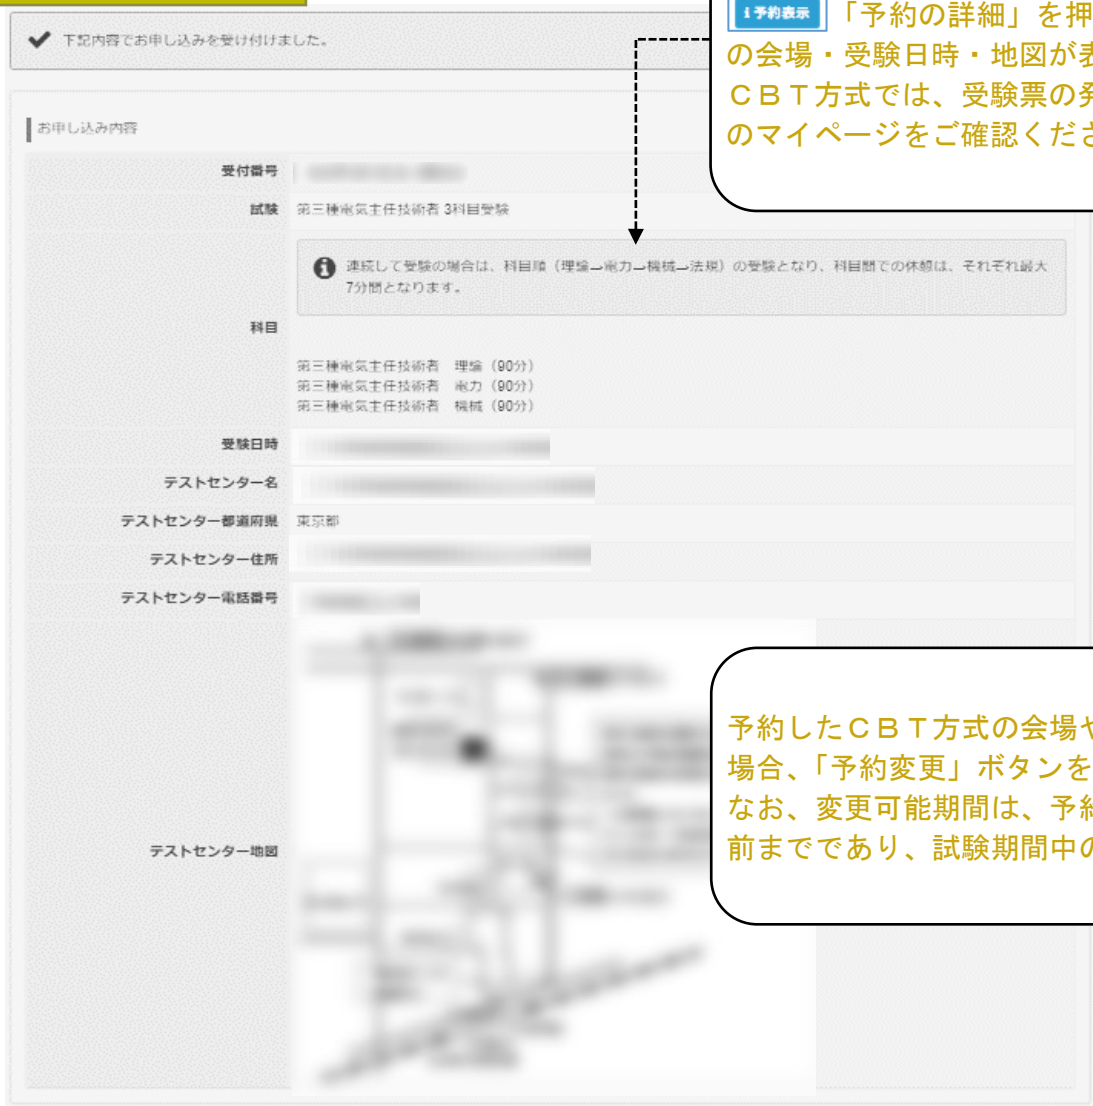 下記内容でお申し込みを受け付けました。
i 予約表示 「予約の詳細」を押
の会場・受験日時・地図が
ＣＢＴ方式では、受験票の
のマイページをご確認くださ
お申し込み内容
受付番号
試験 第三種電気主任技術者 3科目受験
連続して受験の場合は、科目順（理論→電力→機械→法規）の受験となり、科目間での休憩は、それぞれ最大
7分間となります。
科目
第三種電気主任技術者　理論（90分）
第三種電気主任技術者　電力（90分）
第三種電気主任技術者　機械（90分）
受験日時
テストセンター名
テストセンター都道府県 東京都
テストセンター住所
テストセンター電話番号
テストセンター地図
予約したＣＢＴ方式の会場や
場合、「予約変更」ボタンを
なお、変更可能期間は、予約
前までであり、試験期間中の